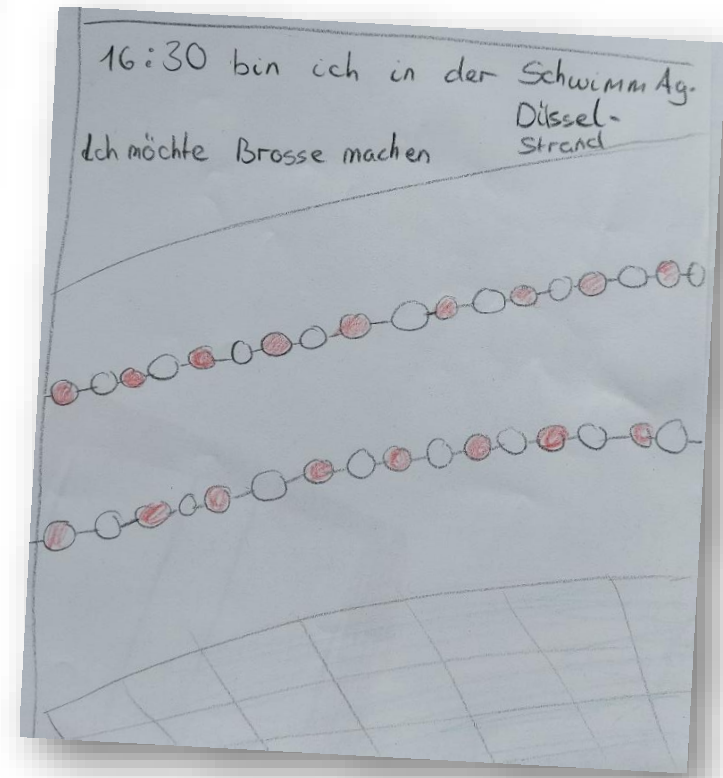 16:30 bin ich in der Schwimm Ag.
Düssel-
strand
Ich möchte Brosse machen